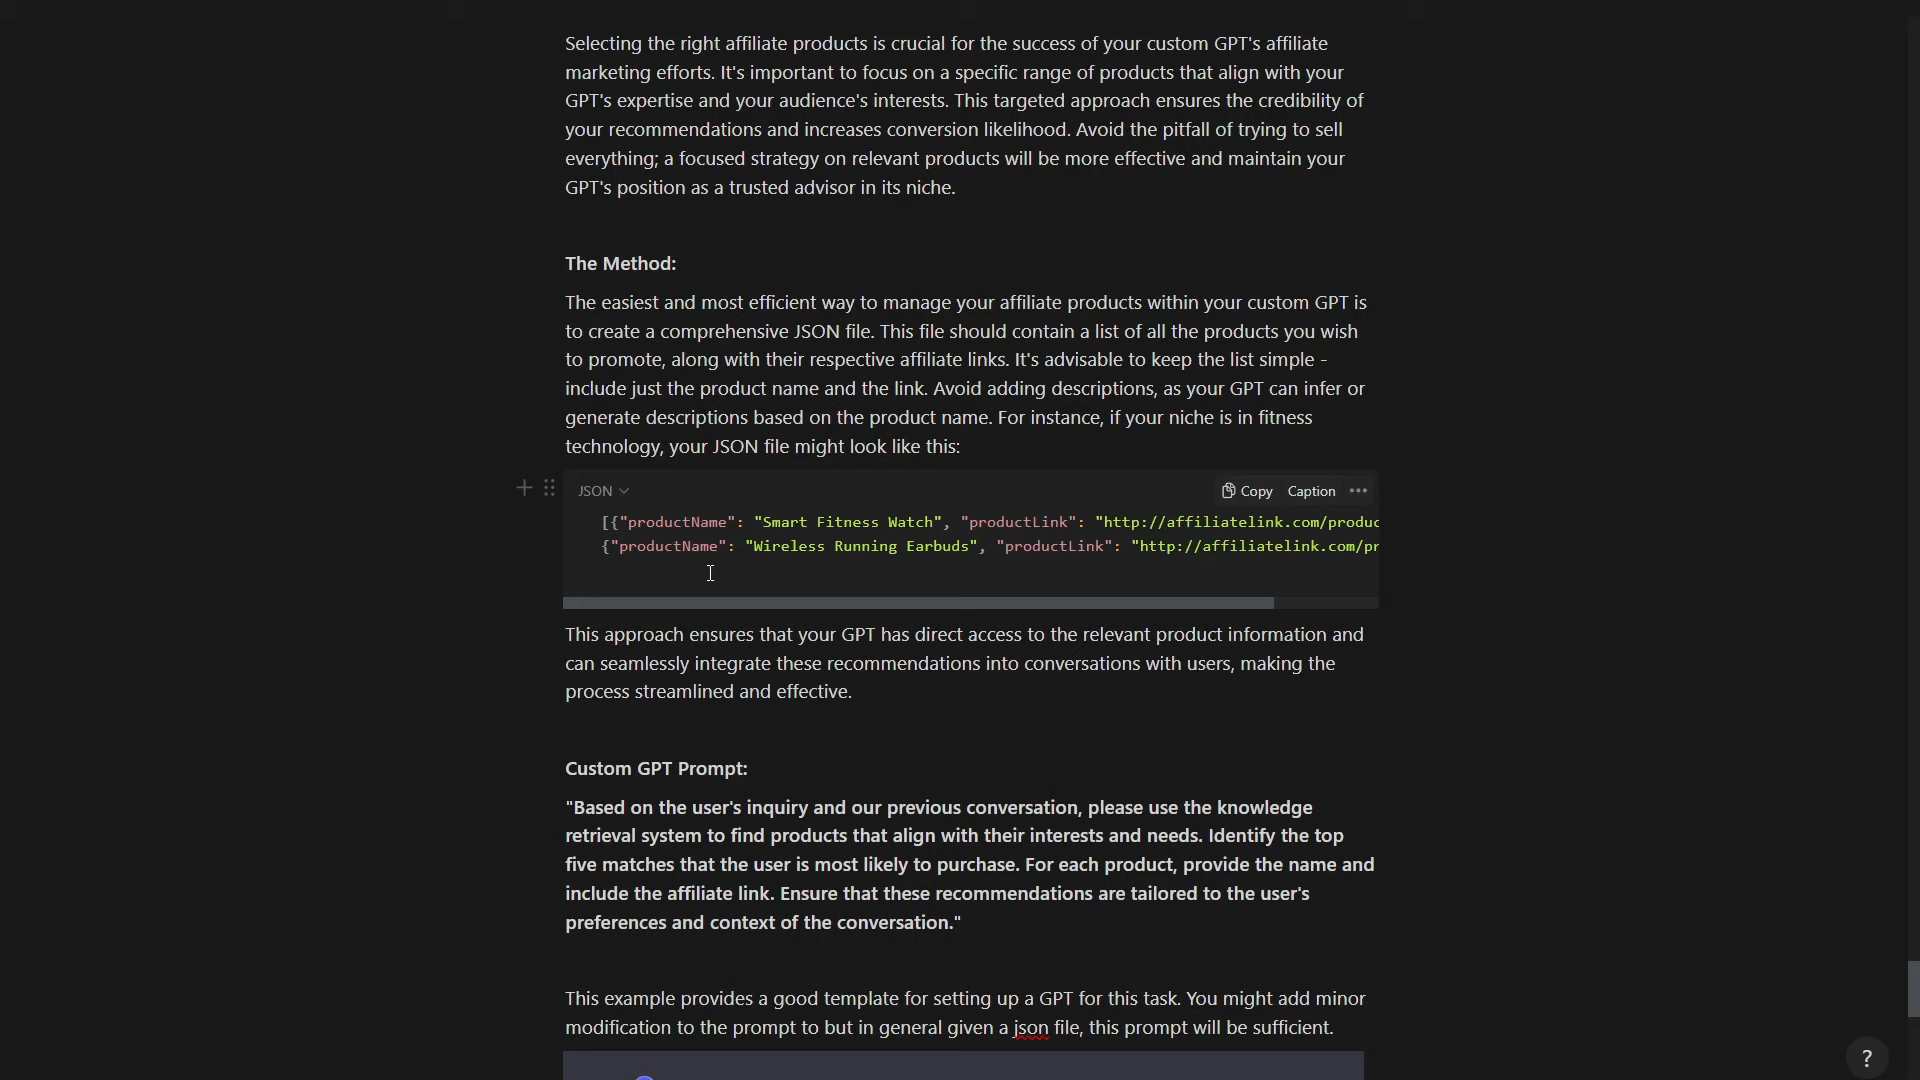 Selecting the right affiliate products is crucial for the success of your custom GPT's affiliate
marketing efforts. It's important to focus on a specific range of products that align with your
GPT's expertise and your audience's interests. This targeted approach ensures the credibility of
your recommendations and increases conversion likelihood. Avoid the pitfall of trying to sell
everything; a focused strategy on relevant products will be more effective and maintain your
GPT's position as a trusted advisor in its niche.
The Method:
The easiest and most efficient way to manage your affiliate products within your custom GPT is
to create a comprehensive JSON file. This file should contain a list of all the products you wish
to promote, along with their respective affiliate links. It's advisable to keep the list simple -
include just the product name and the link. Avoid adding descriptions, as your GPT can infer or
generate descriptions based on the product name. For instance, if your niche is in fitness
technology, your JSON file might look like this:
JSON Copy Caption
[{"productName": "Smart Fitness Watch", "productLink": "http://affiliatelink.com/produc
{"productName": "Wireless Running Earbuds", "productLink": "http://affiliatelink.com/pr
This approach ensures that your GPT has direct access to the relevant product information and
can seamlessly integrate these recommendations into conversations with users, making the
process streamlined and effective.
Custom GPT Prompt:
"Based on the user's inquiry and our previous conversation, please use the knowledge
retrieval system to find products that align with their interests and needs. Identify the top
five matches that the user is most likely to purchase. For each product, provide the name and
include the affiliate link. Ensure that these recommendations are tailored to the user's
preferences and context of the conversation."
This example provides a good template for setting up a GPT for this task. You might add minor
modification to the prompt to but in general given a json file, this prompt will be sufficient.
?